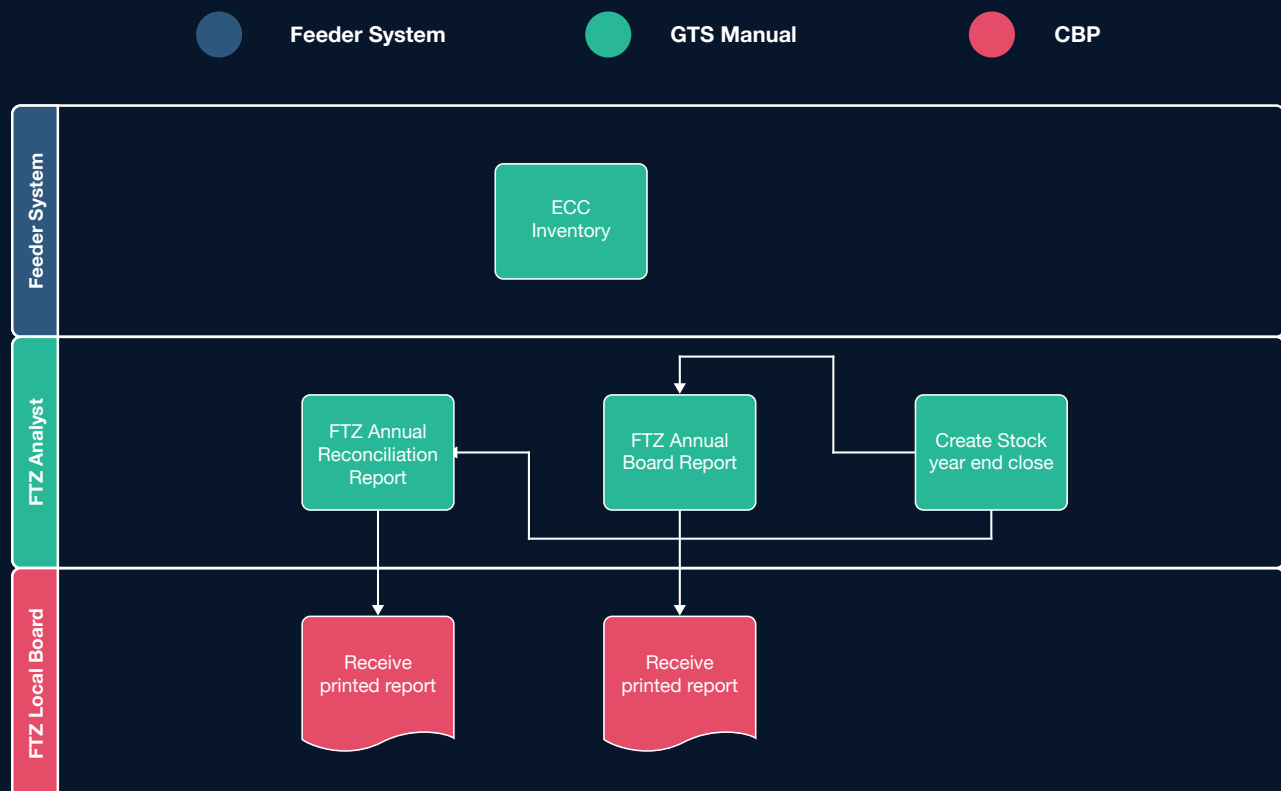 Feeder System
GTS Manual
CBP
Feeder System
ECC
Inventory
FTZ Analyst
FTZ Annual
Reconciliation
Report
FTZ Annual
Board Report
Create Stock
year end close
FTZ Local Board
Receive
printed report
Receive
printed report